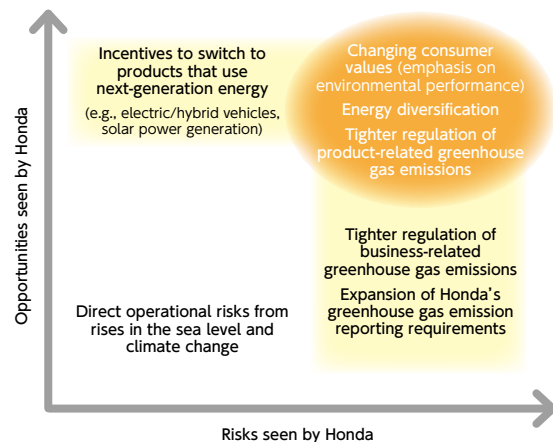 Opportunities seen by Honda
Incentives to switch to
products that use
next-generation energy
(e.g., electric/hybrid vehicles,
solar power generation)
Changing consumer
values (emphasis on
environmental performance)
Energy diversification
Tighter regulation of
product-related greenhouse
gas emissions
Direct operational risks from
rises in the sea level and
climate change
Tighter regulation of
business-related
greenhouse gas emissions
Expansion of Honda's
greenhouse gas emission
reporting requirements
Risks seen by Honda